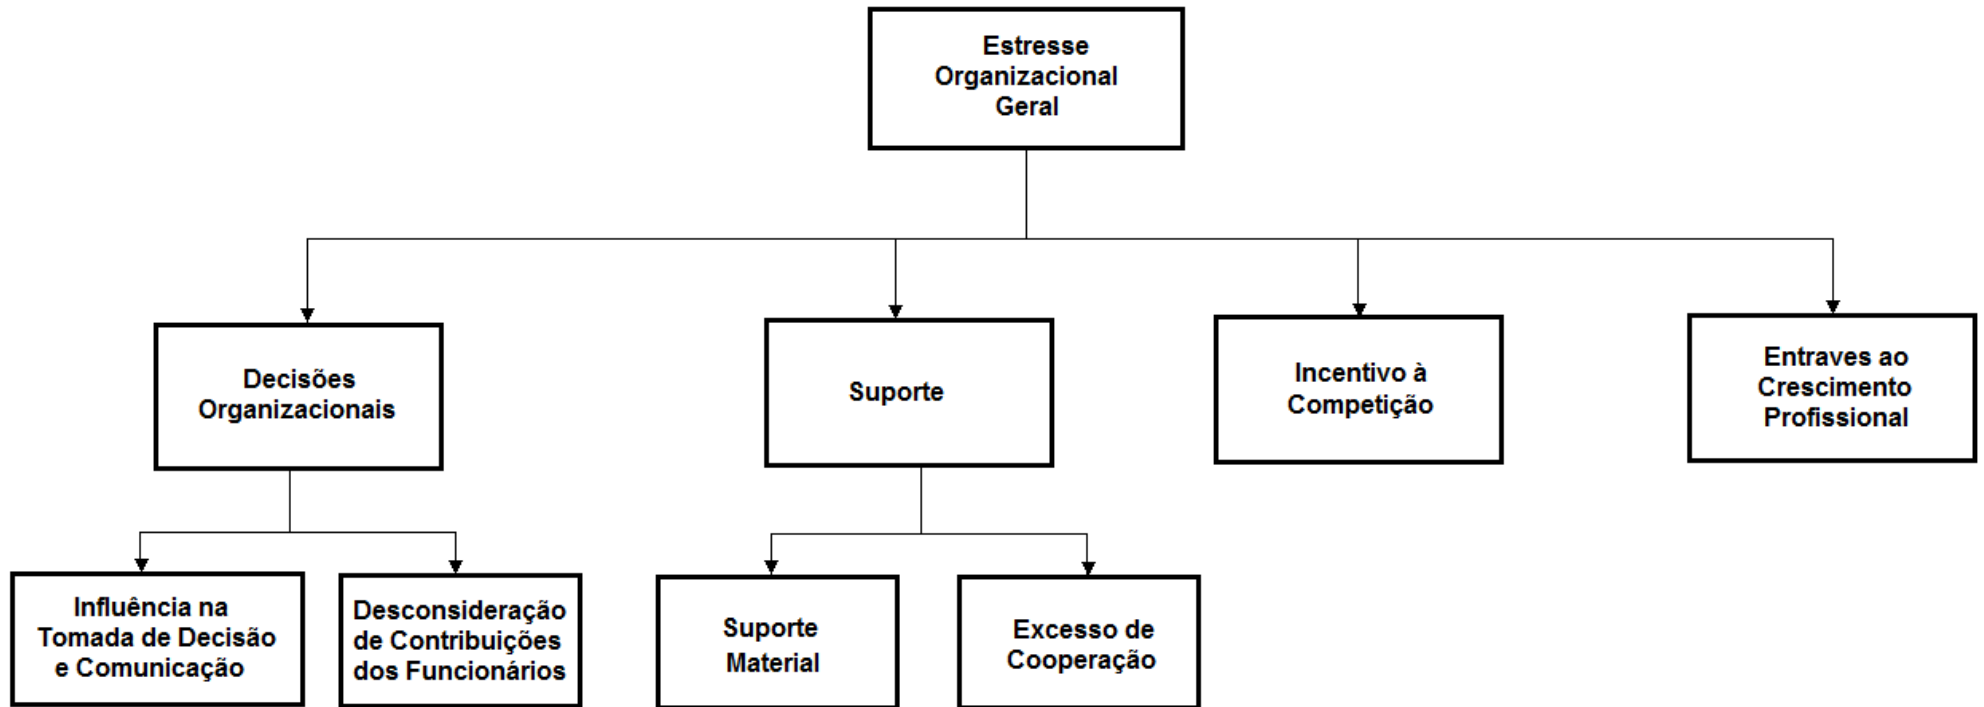 Estresse
Organizacional
Geral
Decisões
Organizacionais
Suporte
Incentivo à
Competição
Entraves ao
Crescimento
Profissional
Influência na
Tomada de Decisão
e Comunicação
Desconsideração
de Contribuições
dos Funcionários
Suporte
Material
Excesso de
Cooperação